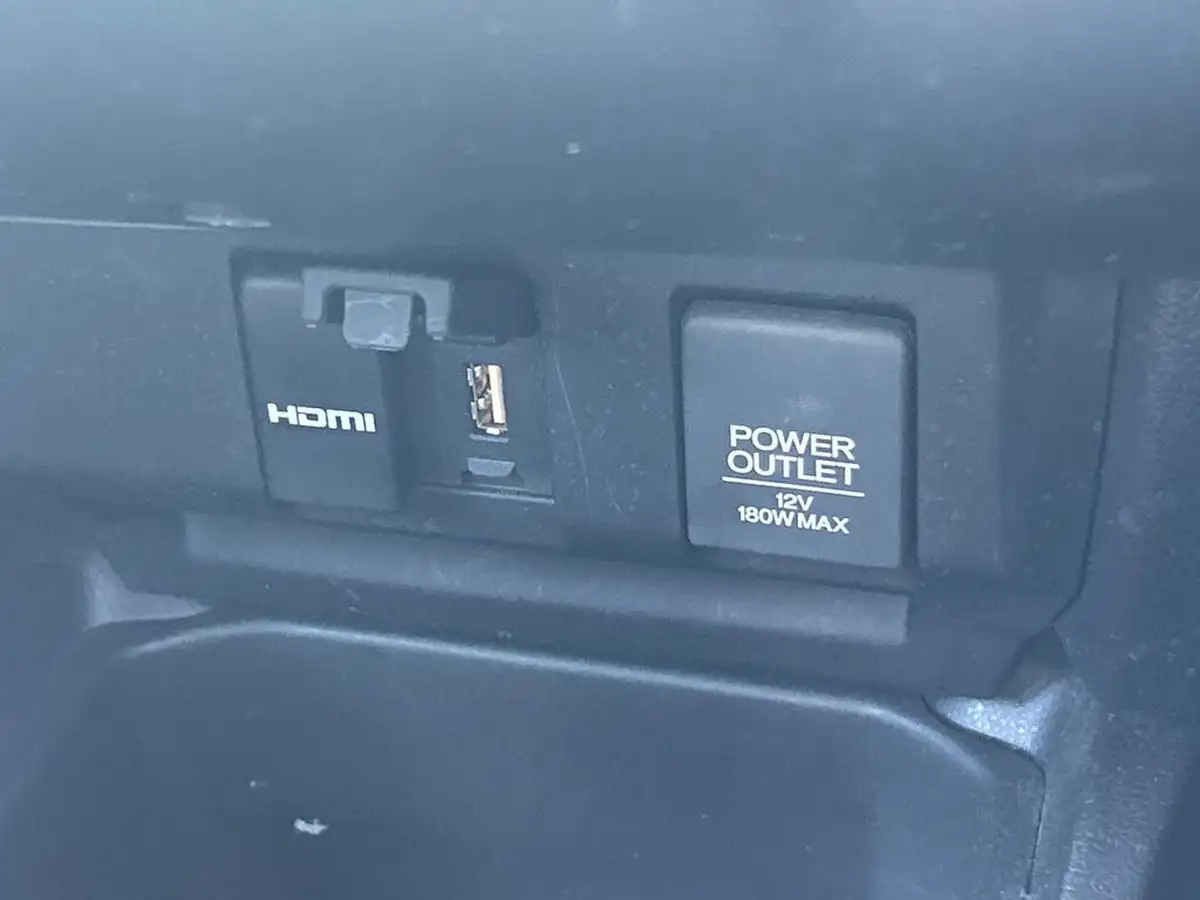 HDMI
POWER
OUTLET
12V
180W MAX